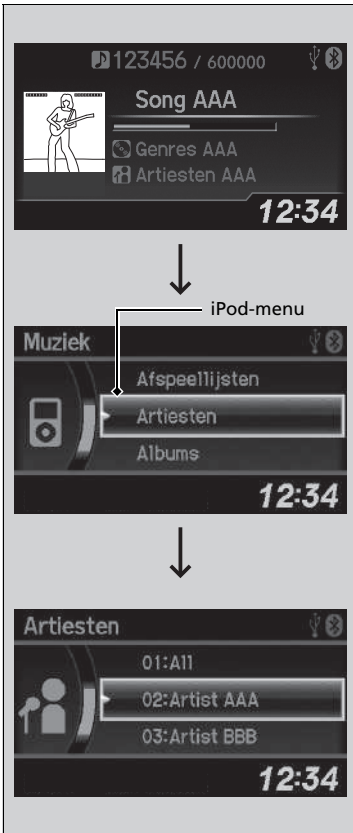 123456 / 600000
Song AAA
Genres AAA
Artiesten AAA
12:34
iPod-menu
Muziek
Afspeellijsten
Artiesten
Albums
12:34
Artiesten
01:All
02:Artist AAA
03:Artist BBB
12:34